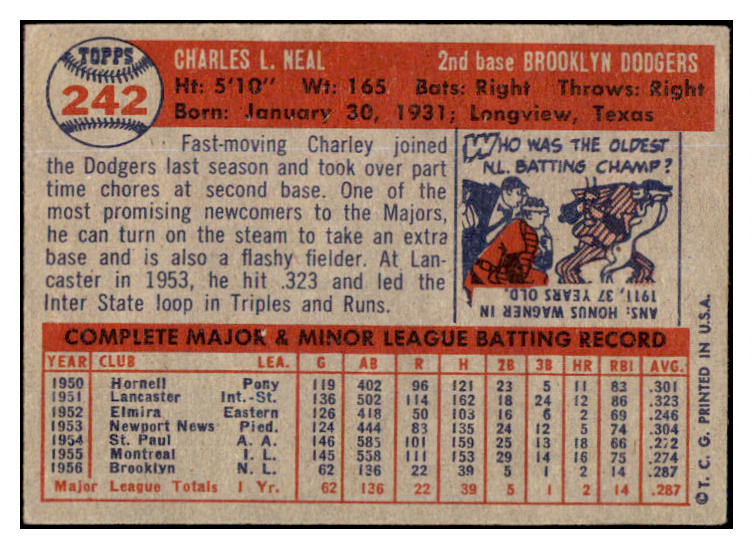 TOPPS
242
CHARLES L. NEAL 2nd base BROOKLYN DODGERS
Ht: 5'10" Wt: 165 Bats: Right Throws: Right
Born: January 30, 1931; Longview, Texas
Fast-moving Charley joined
the Dodgers last season and took over part
time chores at second base. One of the
most promising newcomers to the Majors,
he can turn on the steam to take an extra
base and is also a flashy fielder. At Lan-
caster in 1953, he hit .323 and led the
Inter State loop in Triples and Runs.
WHO WAS THE OLDEST
N.L. BATTING CHAMP?
ANS: HONUS WAGNER IN
1911, 37 YEARS OLD.
COMPLETE MAJOR & MINOR LEAGUE BATTING RECORD
YEAR CLUB LEA. G AB R H 2B 3B HR RBI AVG.
1950 Hornell Pony 119 402 96 121 23 5 11 83 .301
1951 Lancaster Int.-St. 136 502 114 162 18 24 12 86 .323
1952 Elmira Eastern 126 418 50 103 16 6 2 69 .246
1953 Newport News Pied. 124 444 83 135 24 12 5 74 .304
1954 St. Paul A. A. 146 585 101 159 25 13 18 66 .272
1955 Montreal I. L. 145 558 111 153 29 14 16 75 .274
1956 Brooklyn N. L. 62 136 22 39 5 1 2 14 .287
Major League Totals 1 Yr. 62 136 22 39 5 1 2 14 .287
© T. C. G. PRINTED IN U.S.A.